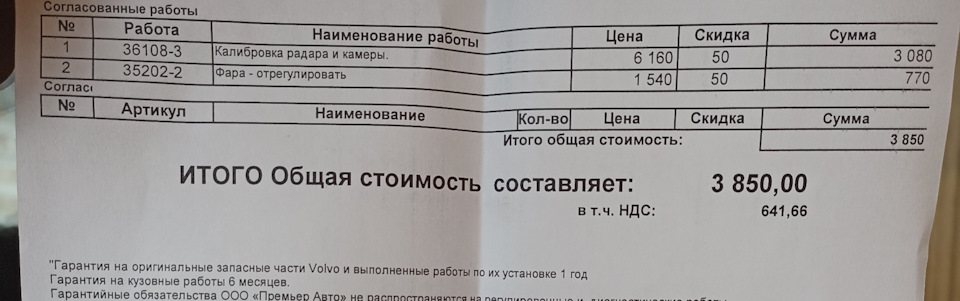 Согласованные работы
№ Работа Наименование работы Цена Скидка Сумма
1 36108-3 Калибровка радара и камеры. 6 160 50 3 080
2 35202-2 Фара - отрегулировать 1 540 50 770
Соглас
№ Артикул Наименование Кол-во Цена Скидка Сумма
Итого общая стоимость: 3 850
ИТОГО Общая стоимость составляет: 3 850,00
в т.ч. НДС: 641,66
"Гарантия на оригинальные запасные части Volvo и выполненные работы по их установке 1 год
Гарантия на кузовные работы 6 месяцев.
Гарантийные обязательства ООО «Премьер Авто» не распространяются на регулировочные и диагностические работы